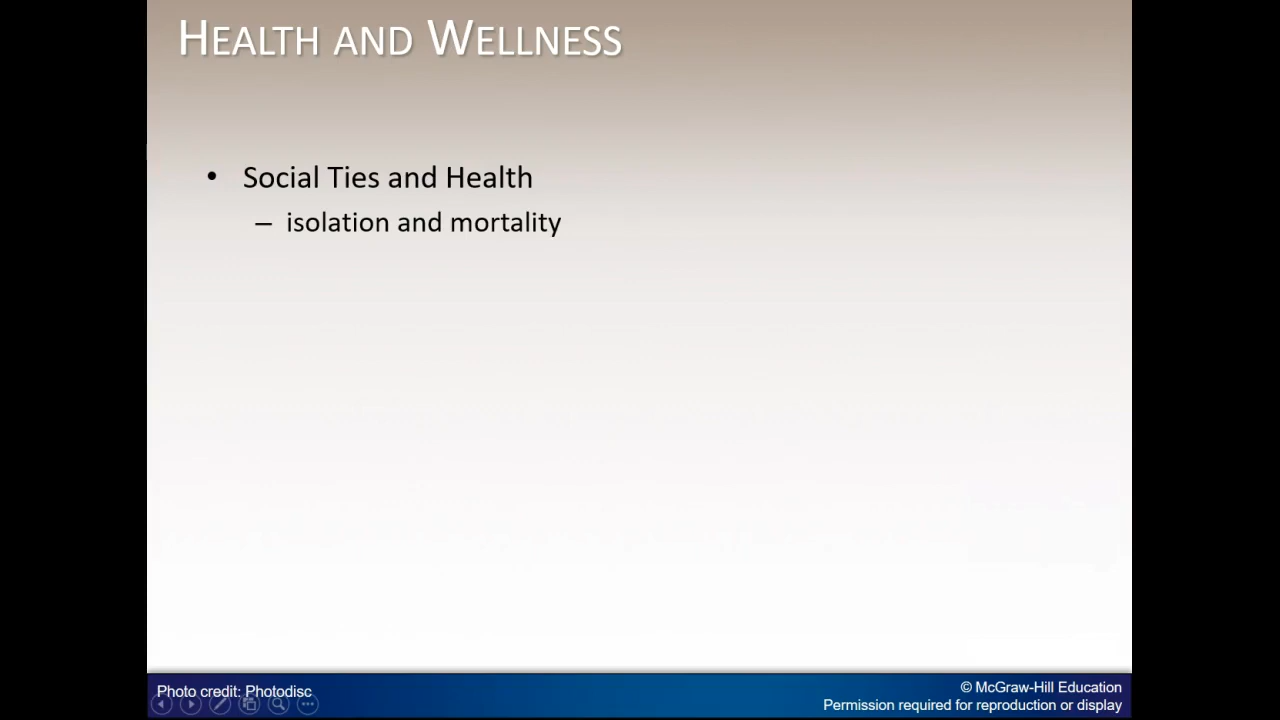 HEALTH AND WELLNESS
• Social Ties and Health
– isolation and mortality
Photo credit: Photodisc
© McGraw-Hill Education
Permission required for reproduction or display